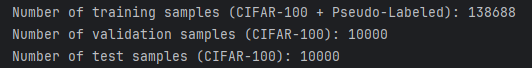 Number of training samples (CIFAR-100 + Pseudo-Labeled): 138688
Number of validation samples (CIFAR-100): 10000
Number of test samples (CIFAR-100): 10000